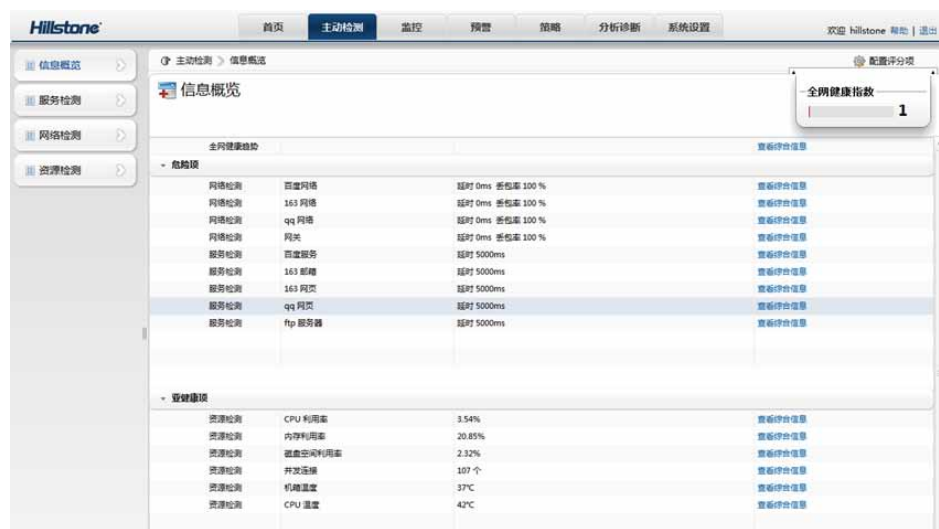 Hillstone
首页 主动检测 监控 预警 策略 分析诊断 系统设置
欢迎 hillstone 帮助 | 退出
信息概览
服务检测
网络检测
资源检测
主动检测 信息概览
配置评分项
信息概览
全网健康指数
1
全网健康趋势 查看综合信息
危险项
网络检测 百度网络 延时 0ms 丢包率 100 % 查看综合信息
网络检测 163 网络 延时 0ms 丢包率 100 % 查看综合信息
网络检测 qq 网络 延时 0ms 丢包率 100 % 查看综合信息
网络检测 网关 延时 0ms 丢包率 100 % 查看综合信息
服务检测 百度服务 延时 5000ms 查看综合信息
服务检测 163 邮箱 延时 5000ms 查看综合信息
服务检测 163 网页 延时 5000ms 查看综合信息
服务检测 qq 网页 延时 5000ms 查看综合信息
服务检测 ftp 服务器 延时 5000ms 查看综合信息
亚健康项
资源检测 CPU 利用率 3.54% 查看综合信息
资源检测 内存利用率 20.85% 查看综合信息
资源检测 磁盘空间利用率 2.32% 查看综合信息
资源检测 并发连接 107 个 查看综合信息
资源检测 机箱温度 37℃ 查看综合信息
资源检测 CPU 温度 42℃ 查看综合信息